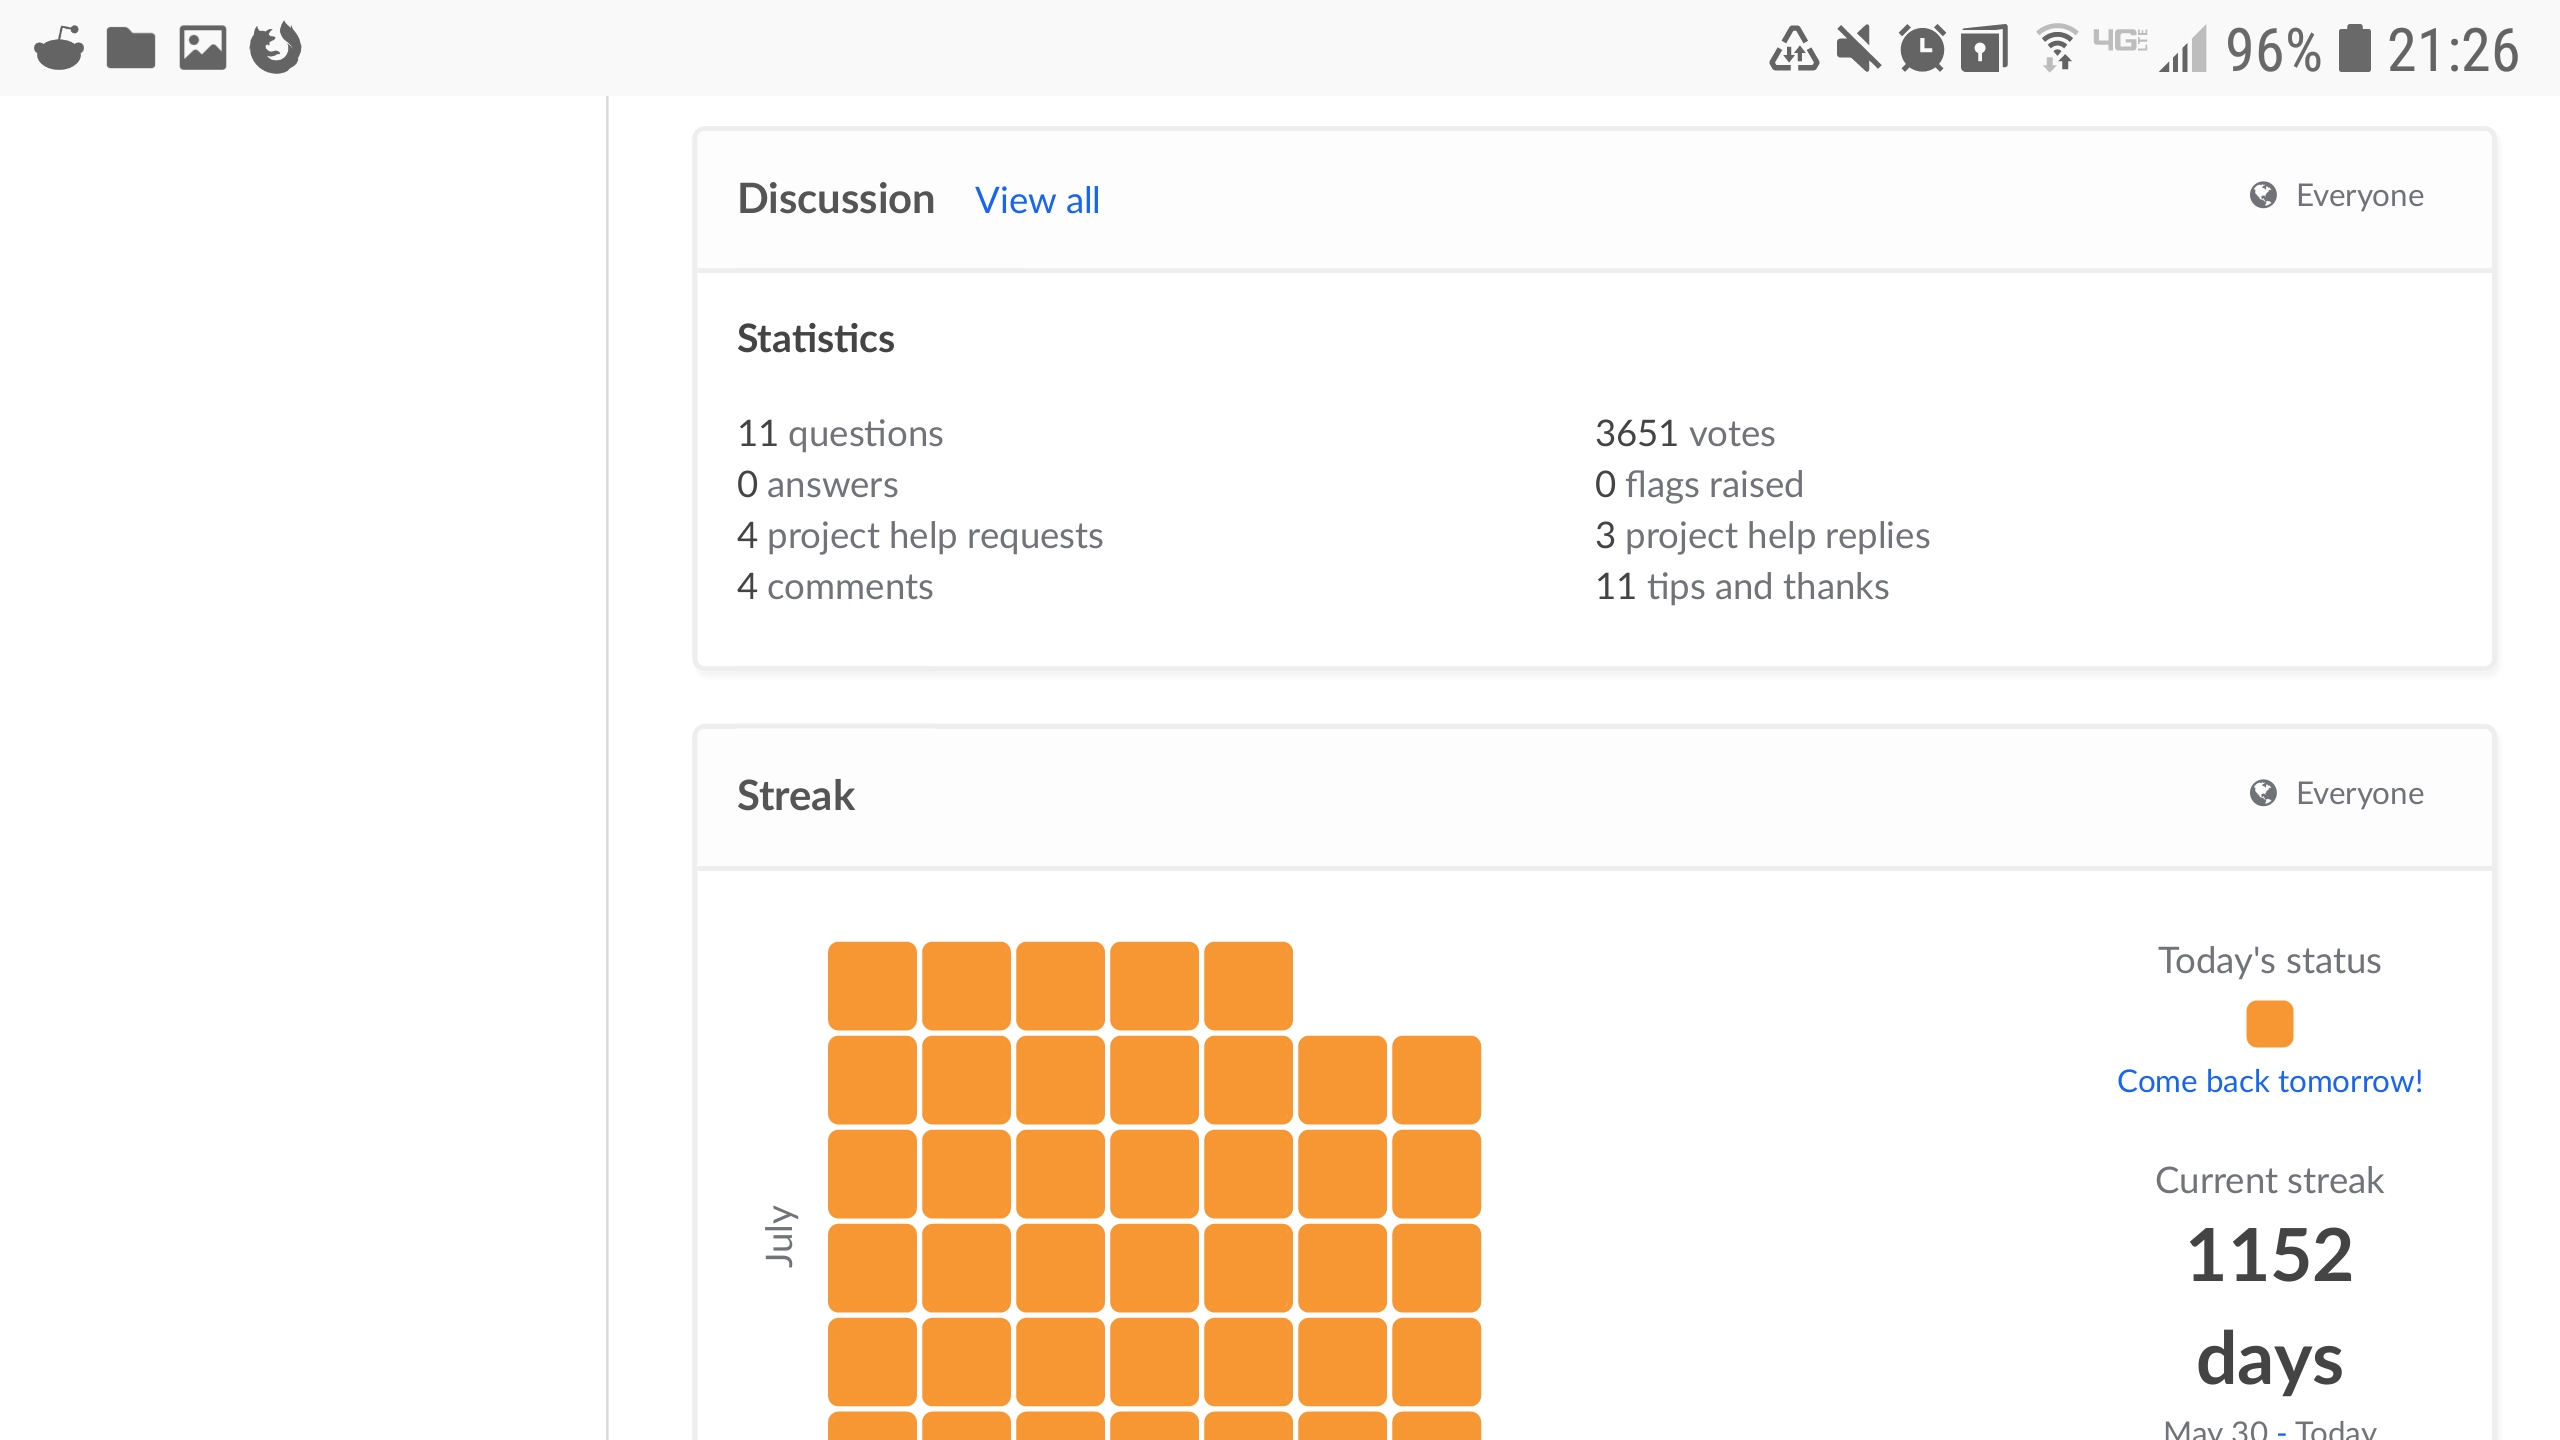 4G LTE 96% 21:26
Discussion View all Everyone
Statistics
11 questions
0 answers
4 project help requests
4 comments
3651 votes
0 flags raised
3 project help replies
11 tips and thanks
Streak Everyone
July
Today's status
Come back tomorrow!
Current streak
1152
days
May 30 - Today